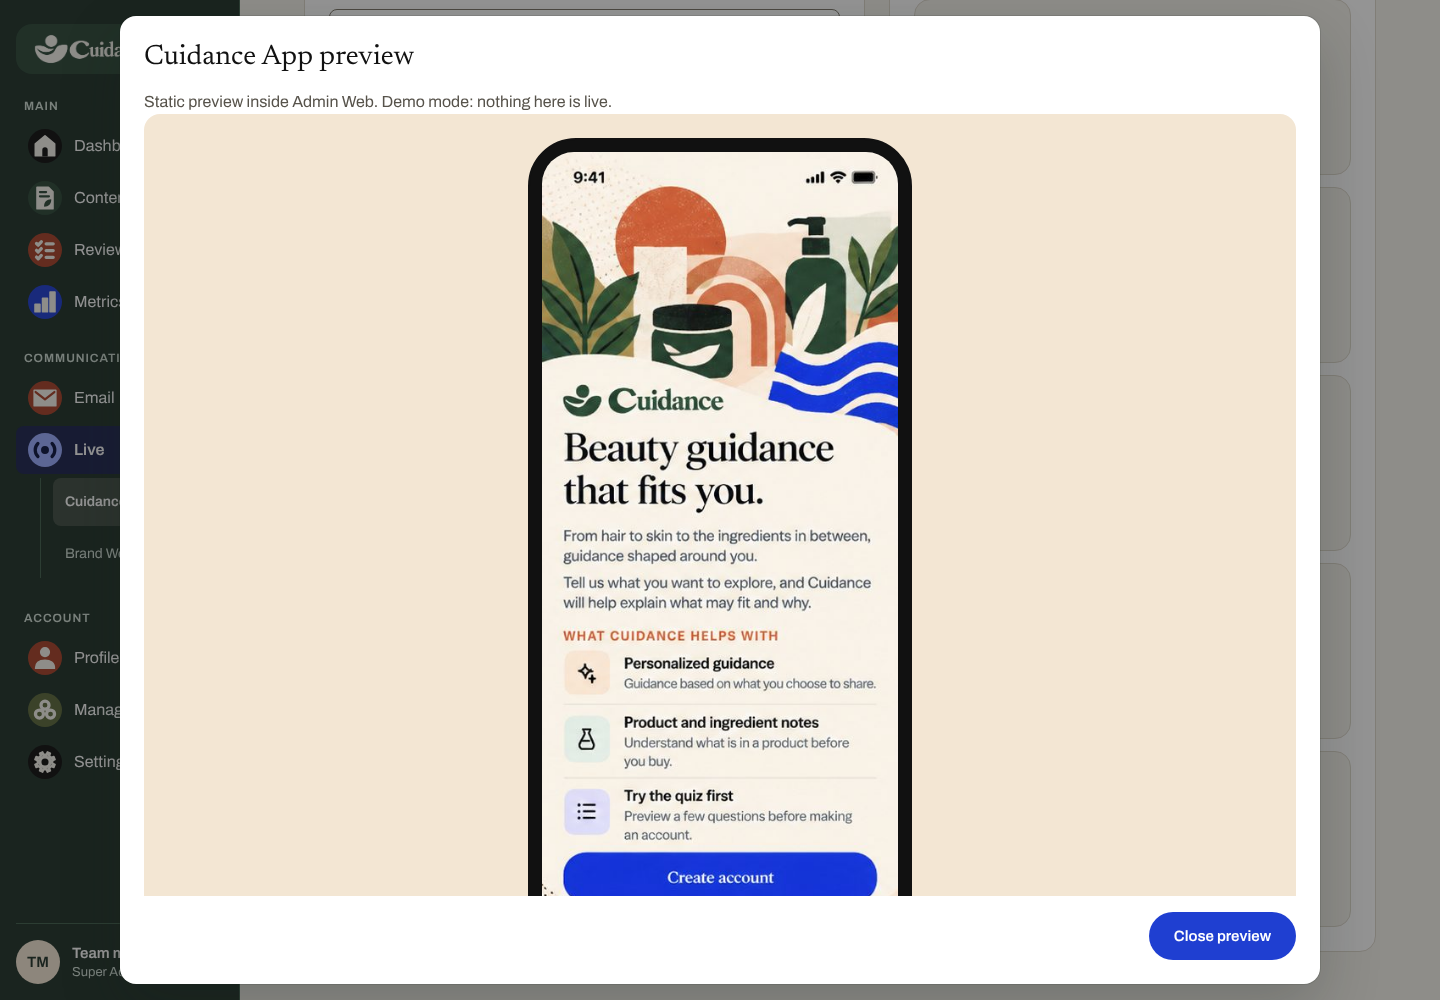 Cuidance App preview
Static preview inside Admin Web. Demo mode: nothing here is live.
MAIN
Review
Metrics
Email
Live
ACCOUNT
Profile
TM
Team
Super
9:41
Cuidance
Beauty guidance
that fits you.
From hair to skin to the ingredients in between,
guidance shaped around you.
Tell us what you want to explore, and Cuidance
will help explain what may fit and why.
WHAT CUIDANCE HELPS WITH
Personalized guidance
Guidance based on what you choose to share.
Product and ingredient notes
Understand what is in a product before
you buy.
Try the quiz first
Preview a few questions before making
an account.
Create account
Close preview